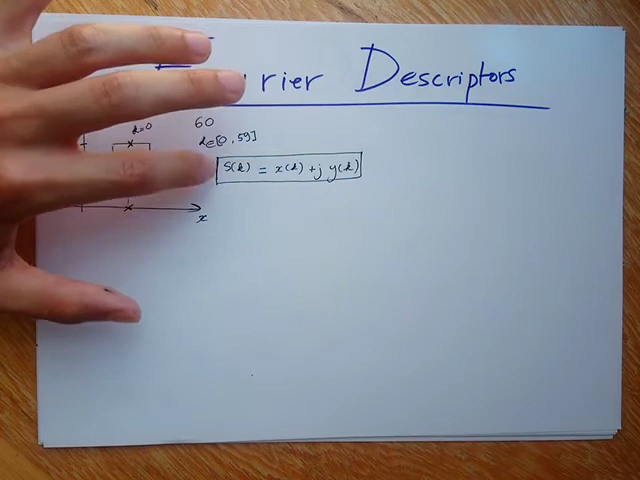 rier Descriptors
k=0
60
k∈[0,59]
S(k) = x(k) + j y(k)
x